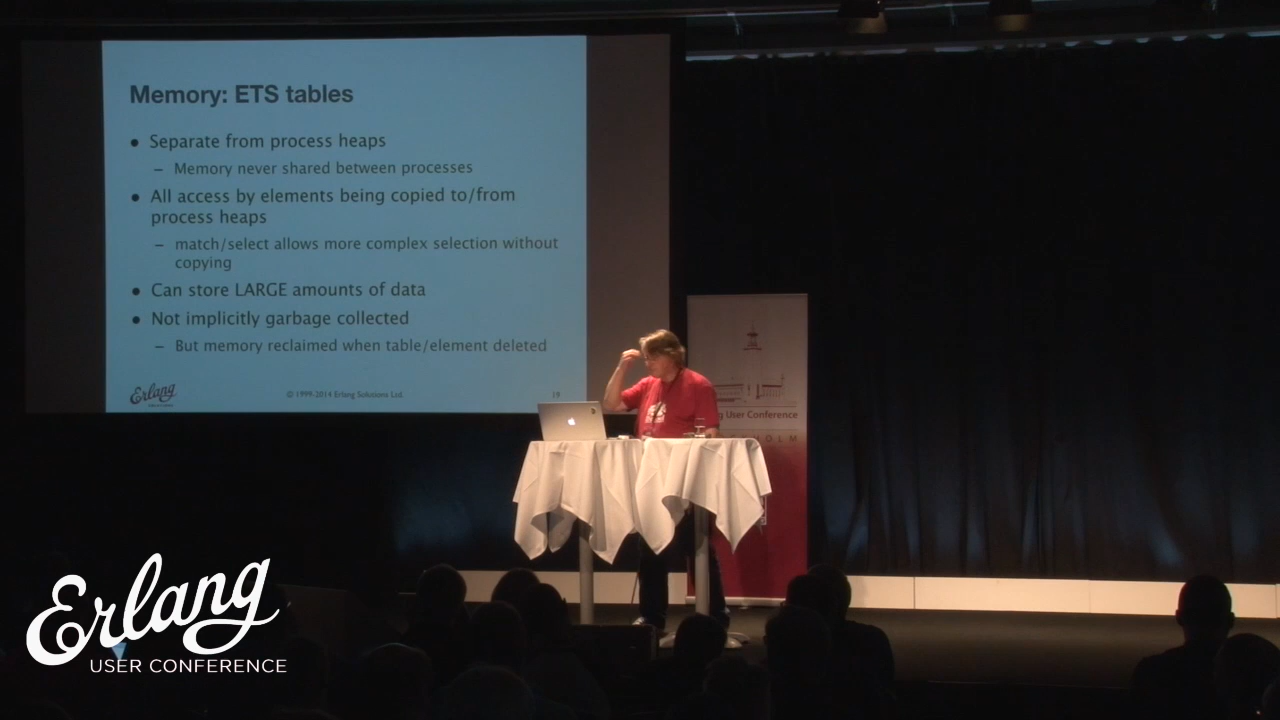 Memory: ETS tables
• Separate from process heaps
– Memory never shared between processes
• All access by elements being copied to/from
process heaps
– match/select allows more complex selection without
copying
• Can store LARGE amounts of data
• Not implicitly garbage collected
– But memory reclaimed when table/element deleted
Erlang
© 1999-2014 Erlang Solutions Ltd.
19
g User Conference
OLM
Erlang
USER CONFERENCE